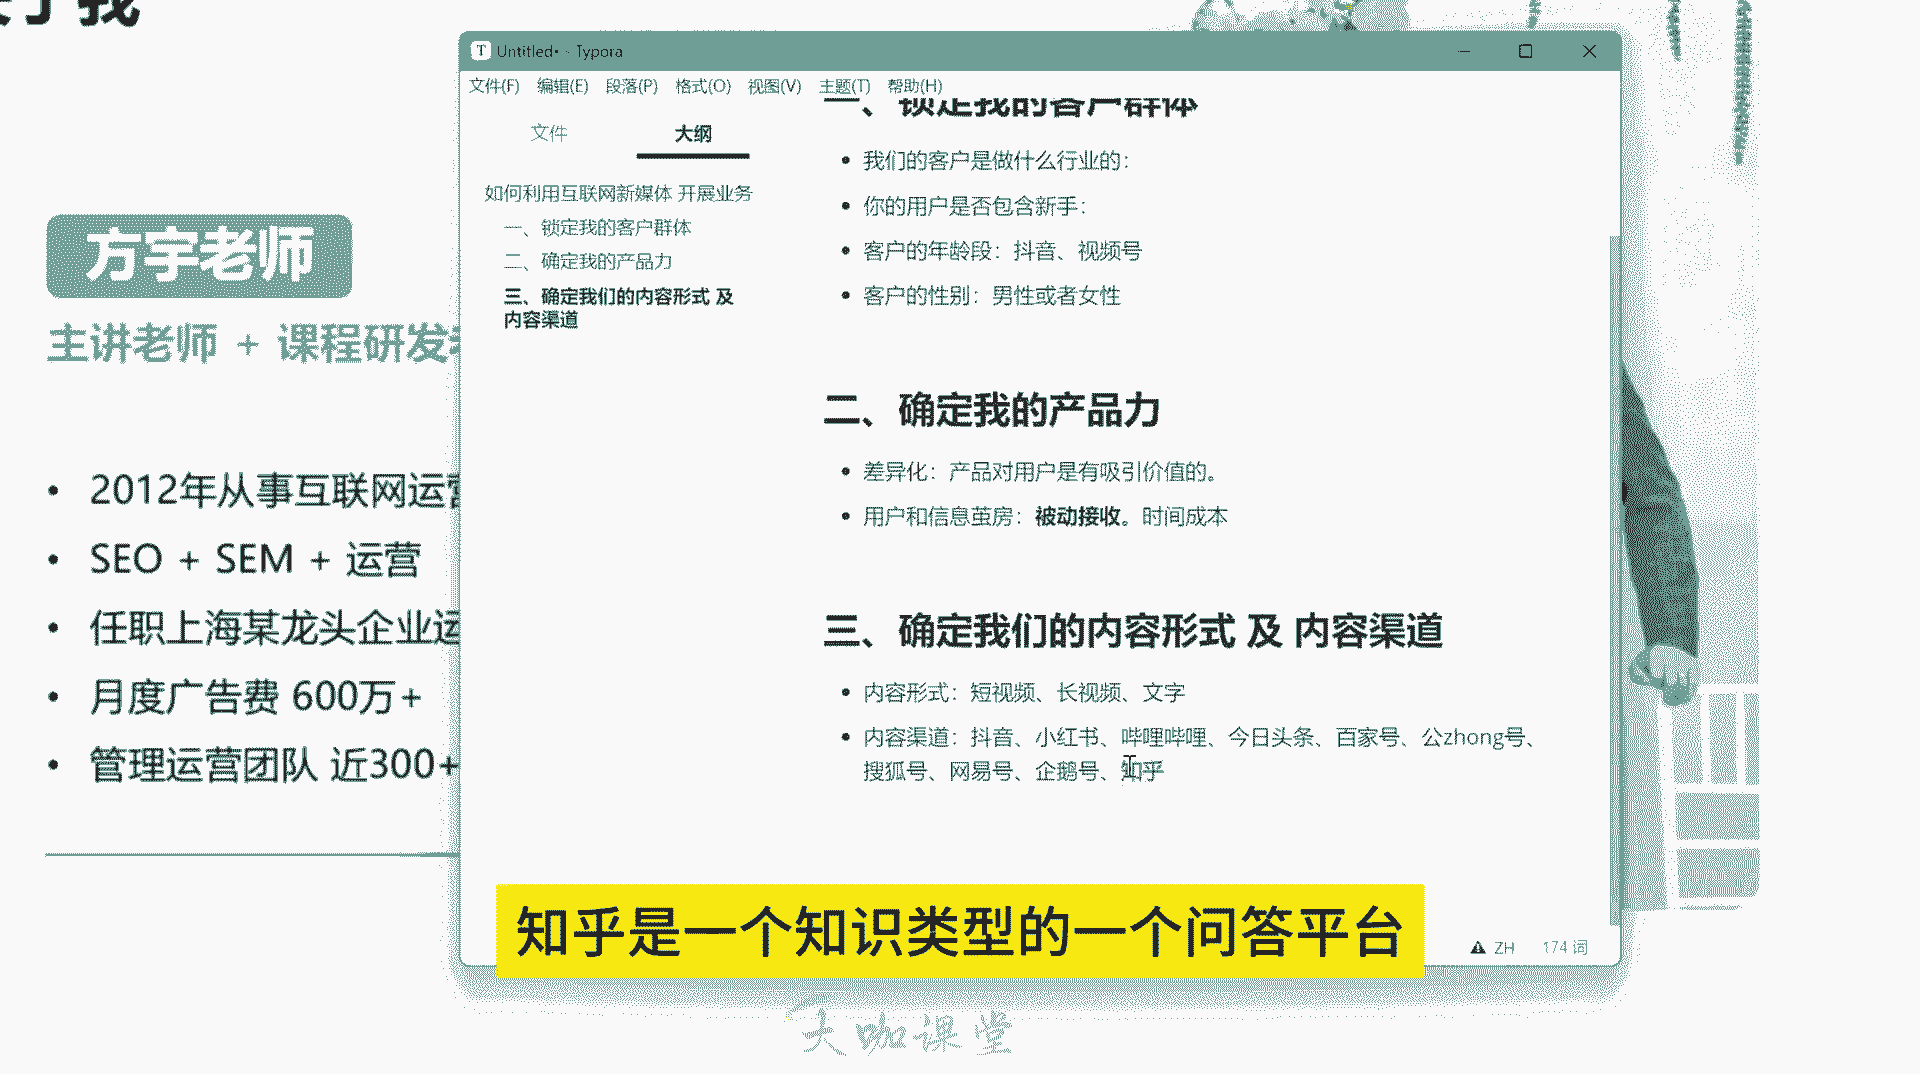 Untitled• - Typora
文件(F) 编辑(E) 段落(P) 格式(O) 视图(V) 主题(T) 帮助(H)
文件 大纲
如何利用互联网新媒体 开展业务
一、锁定我的客户群体
二、确定我的产品力
三、确定我们的内容形式 及
内容渠道
一、锁定我的客户群体
我们的客户是做什么行业的：
你的用户是否包含新手：
客户的年龄段：抖音、视频号
客户的性别：男性或者女性
二、确定我的产品力
差异化：产品对用户是有吸引价值的。
用户和信息茧房：被动接收。时间成本
三、确定我们的内容形式 及 内容渠道
内容形式：短视频、长视频、文字
内容渠道：抖音、小红书、哔哩哔哩、今日头条、百家号、公zhong号、
搜狐号、网易号、企鹅号、知乎
ZH 174 词
方宇老师
主讲老师 + 课程研发
2012年从事互联网运营
SEO + SEM + 运营
任职上海某龙头企业运
月度广告费 600万+
管理运营团队 近300+
知乎是一个知识类型的一个问答平台
大咖课堂